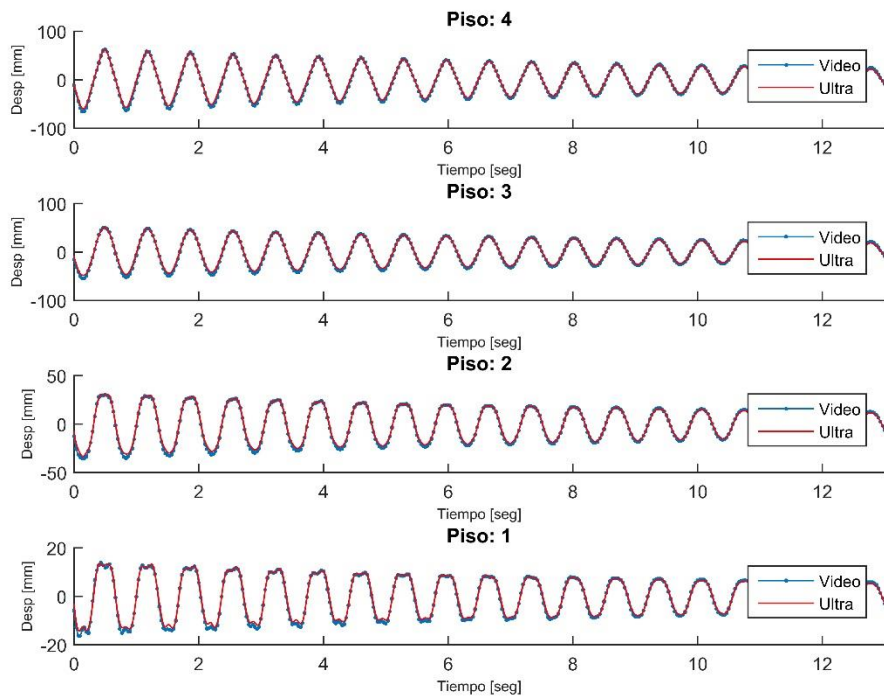 Piso: 4
Desp [mm]
100
0
-100
Video
Ultra
0 2 4 6 8 10 12
Tiempo [seg]
Piso: 3
Desp [mm]
100
0
-100
Video
Ultra
0 2 4 6 8 10 12
Tiempo [seg]
Piso: 2
Desp [mm]
50
0
-50
Video
Ultra
0 2 4 6 8 10 12
Tiempo [seg]
Piso: 1
Desp [mm]
20
0
-20
Video
Ultra
0 2 4 6 8 10 12
Tiempo [seg]